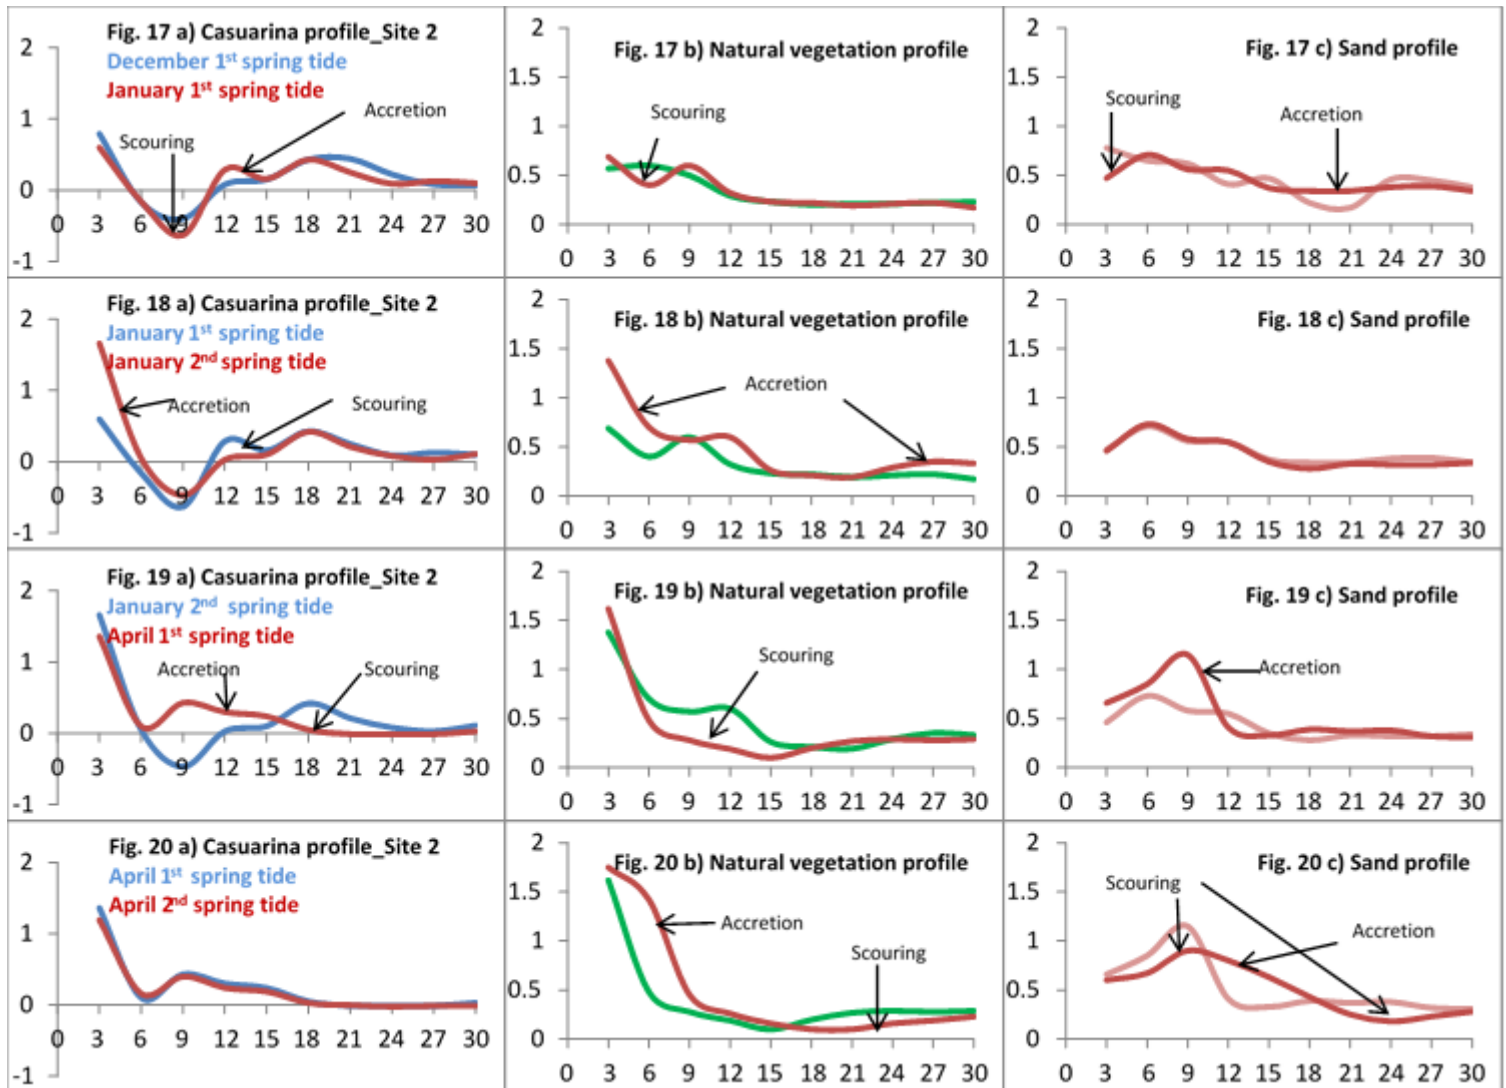 Fig. 17 a) Casuarina profile_Site 2
December 1st spring tide
January 1st spring tide
Accretion
Scouring
2
1
0
-1
0 3 6 9 12 15 18 21 24 27 30
Fig. 17 b) Natural vegetation profile
Scouring
2
1.5
1
0.5
0
0 3 6 9 12 15 18 21 24 27 30
Fig. 17 c) Sand profile
Scouring
Accretion
2
1.5
1
0.5
0
0 3 6 9 12 15 18 21 24 27 30
Fig. 18 a) Casuarina profile_Site 2
January 1st spring tide
January 2nd spring tide
Accretion
Scouring
2
1
0
-1
0 3 6 9 12 15 18 21 24 27 30
Fig. 18 b) Natural vegetation profile
Accretion
2
1.5
1
0.5
0
0 3 6 9 12 15 18 21 24 27 30
Fig. 18 c) Sand profile
2
1.5
1
0.5
0
0 3 6 9 12 15 18 21 24 27 30
Fig. 19 a) Casuarina profile_Site 2
January 2nd spring tide
April 1st spring tide
Accretion
Scouring
2
1
0
-1
0 3 6 9 12 15 18 21 24 27 30
Fig. 19 b) Natural vegetation profile
Scouring
2
1.5
1
0.5
0
0 3 6 9 12 15 18 21 24 27 30
Fig. 19 c) Sand profile
Accretion
2
1.5
1
0.5
0
0 3 6 9 12 15 18 21 24 27 30
Fig. 20 a) Casuarina profile_Site 2
April 1st spring tide
April 2nd spring tide
2
1
0
-1
0 3 6 9 12 15 18 21 24 27 30
Fig. 20 b) Natural vegetation profile
Accretion
Scouring
2
1.5
1
0.5
0
0 3 6 9 12 15 18 21 24 27 30
Fig. 20 c) Sand profile
Scouring
Accretion
2
1.5
1
0.5
0
0 3 6 9 12 15 18 21 24 27 30